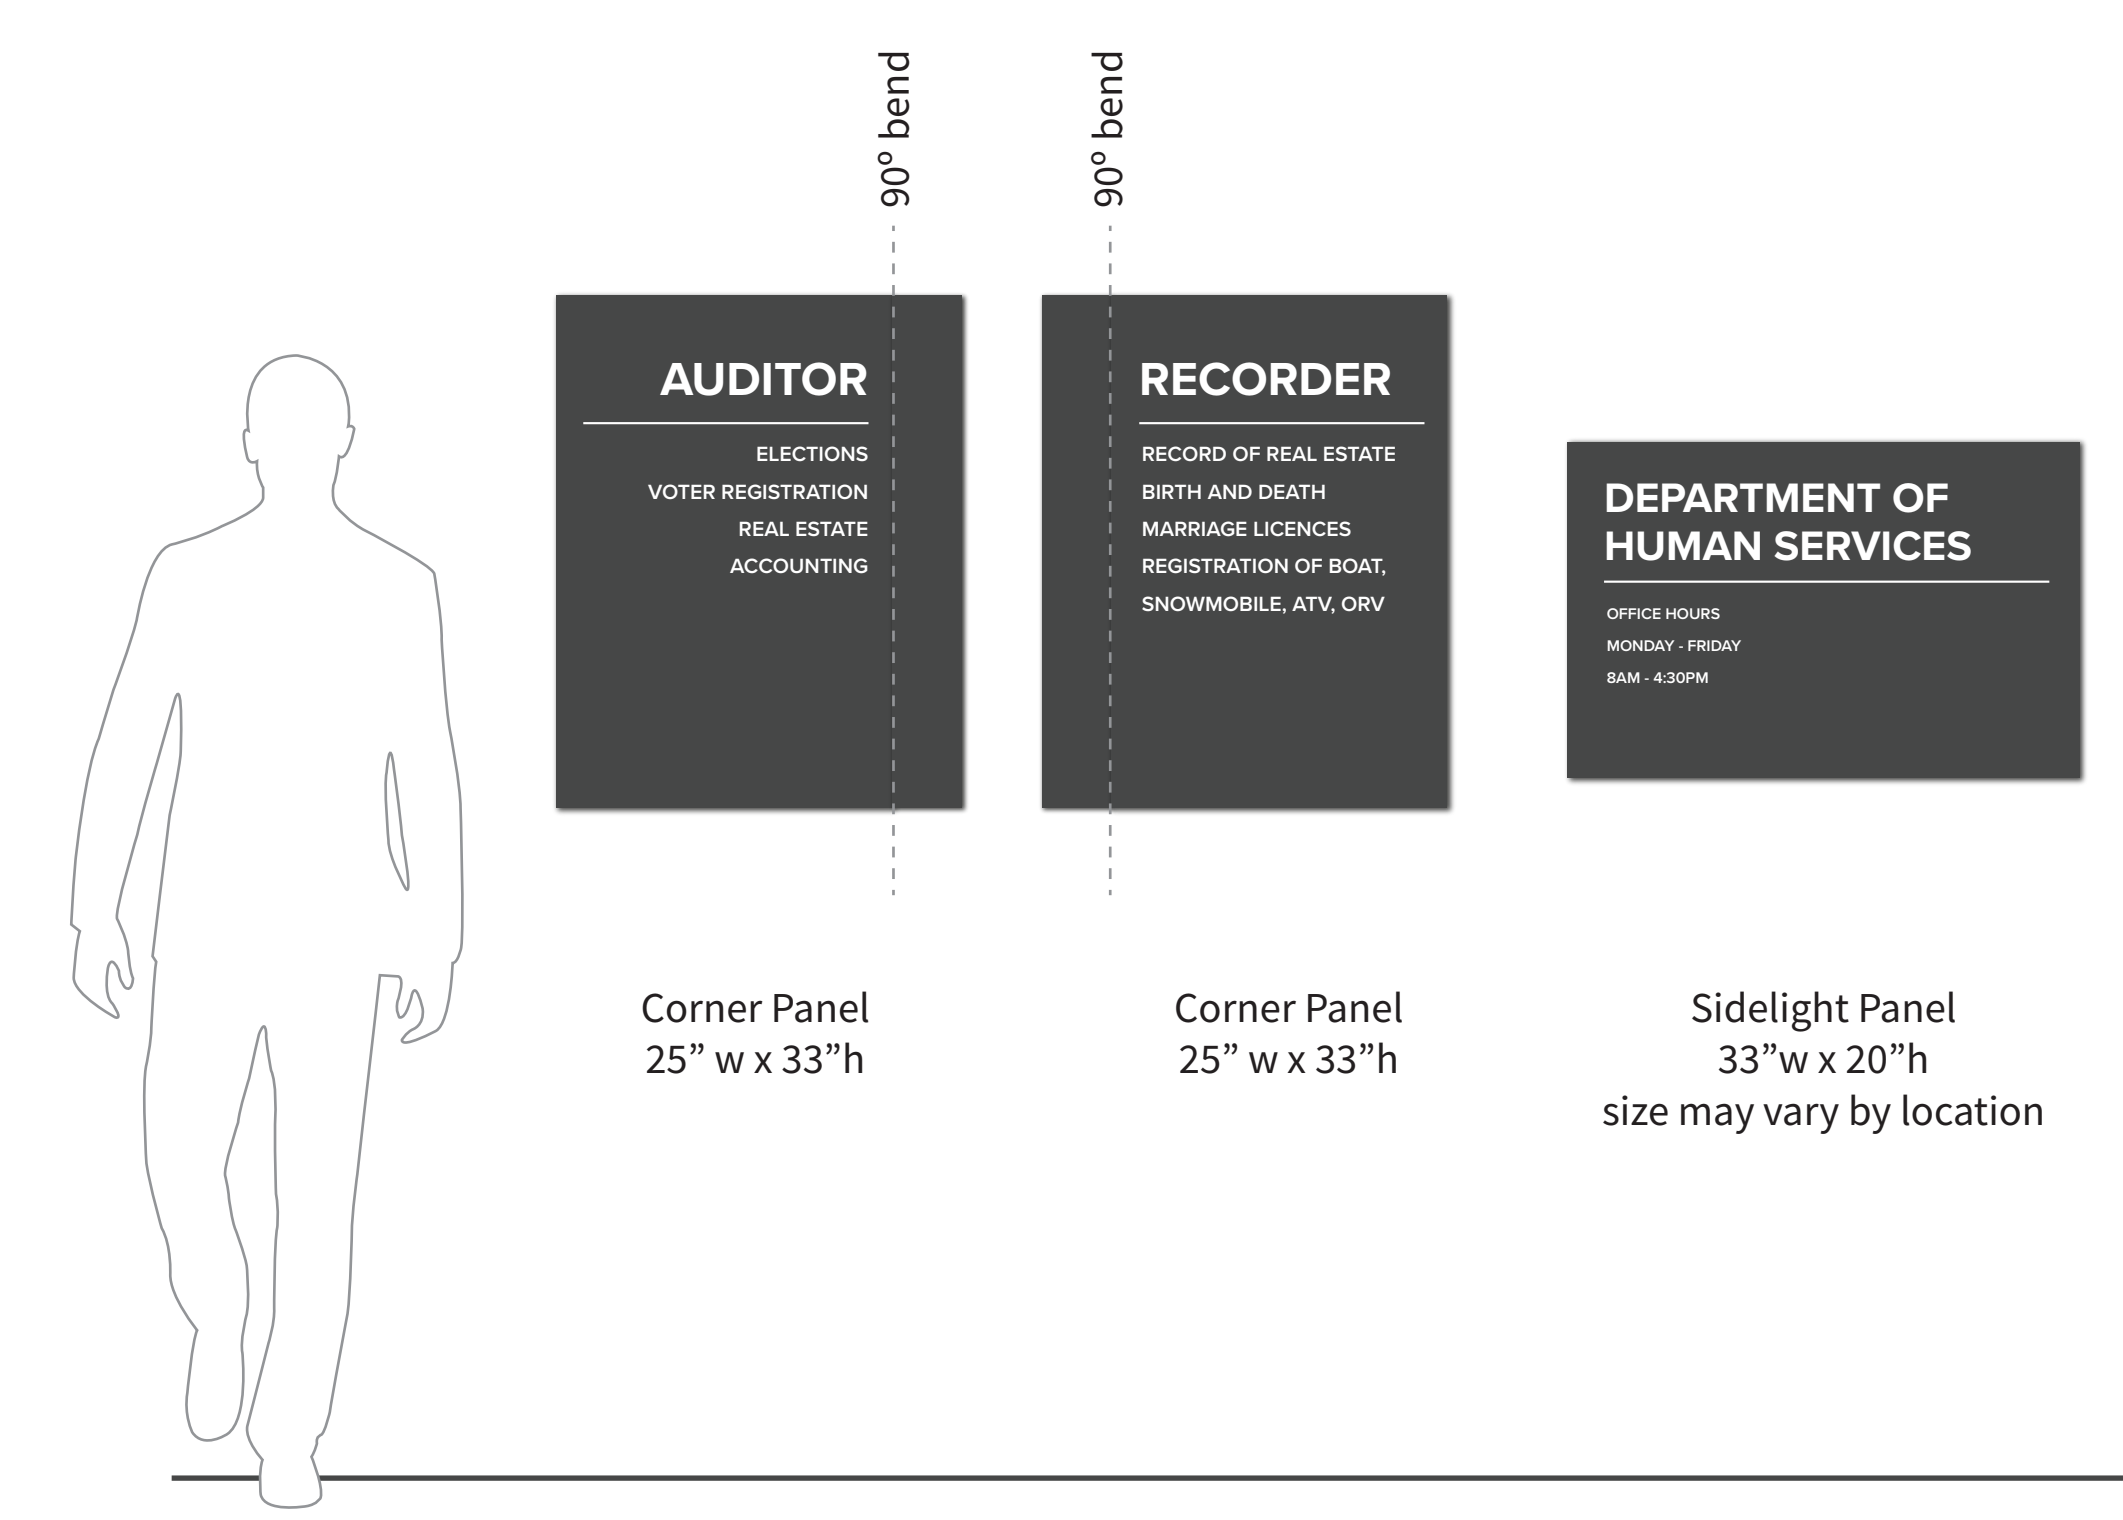 90º bend
90º bend
AUDITOR
ELECTIONS
VOTER REGISTRATION
REAL ESTATE
ACCOUNTING
RECORDER
RECORD OF REAL ESTATE
BIRTH AND DEATH
MARRIAGE LICENCES
REGISTRATION OF BOAT,
SNOWMOBILE, ATV, ORV
DEPARTMENT OF
HUMAN SERVICES
OFFICE HOURS
MONDAY - FRIDAY
8AM - 4:30PM
Corner Panel
25” w x 33”h
Corner Panel
25” w x 33”h
Sidelight Panel
33”w x 20”h
size may vary by location